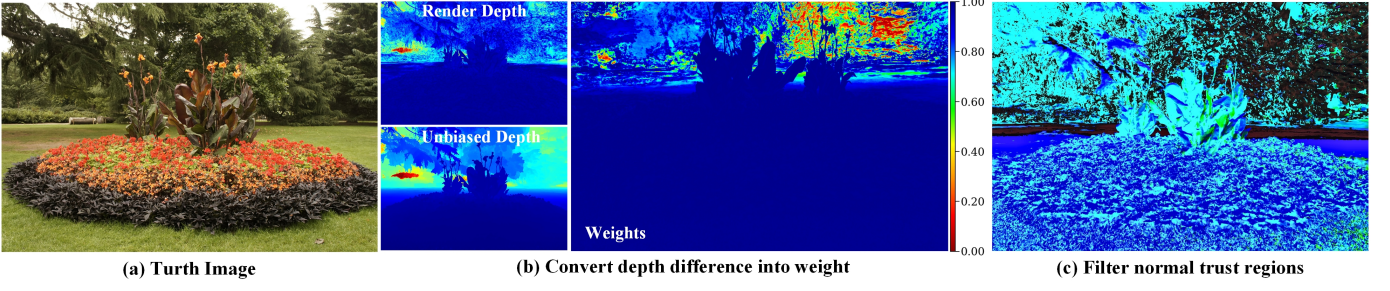 Render Depth
Unbiased Depth
Weights
1.00
0.80
0.60
0.40
0.20
0.00
(a) Turth Image
(b) Convert depth difference into weight
(c) Filter normal trust regions